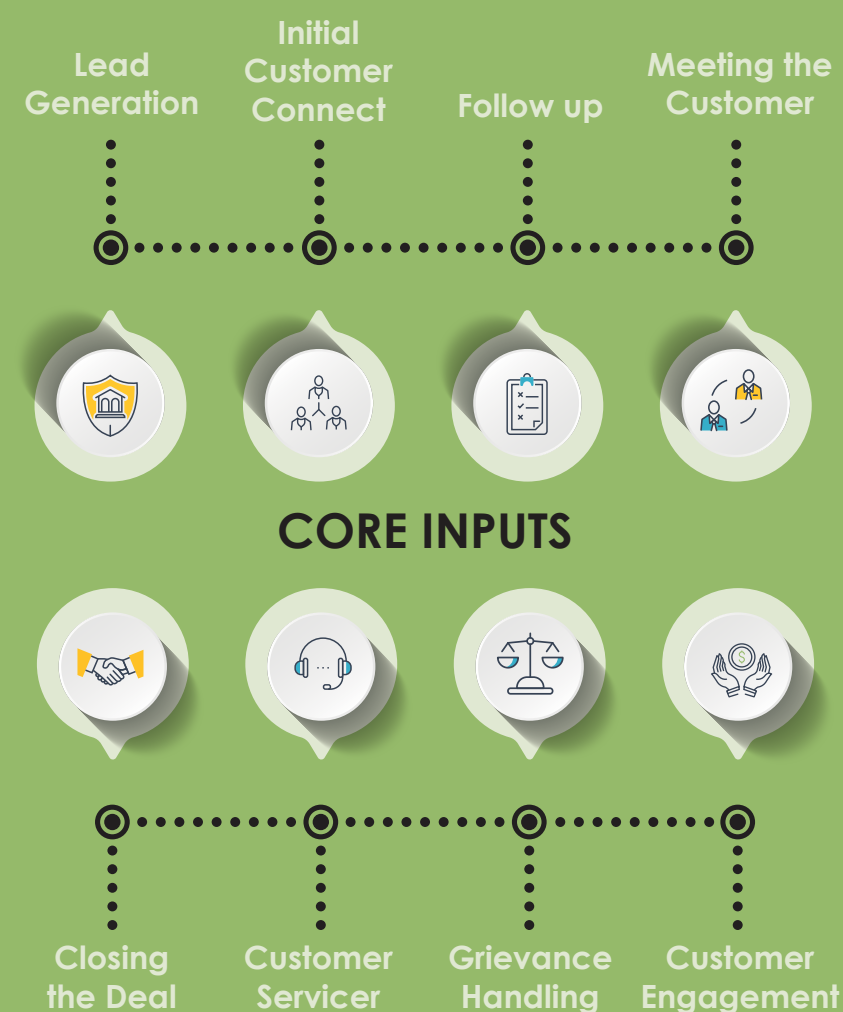 Lead
Generation
Initial
Customer
Connect
Follow up
Meeting the
Customer
CORE INPUTS
Closing
the Deal
Customer
Servicer
Grievance
Handling
Customer
Engagement